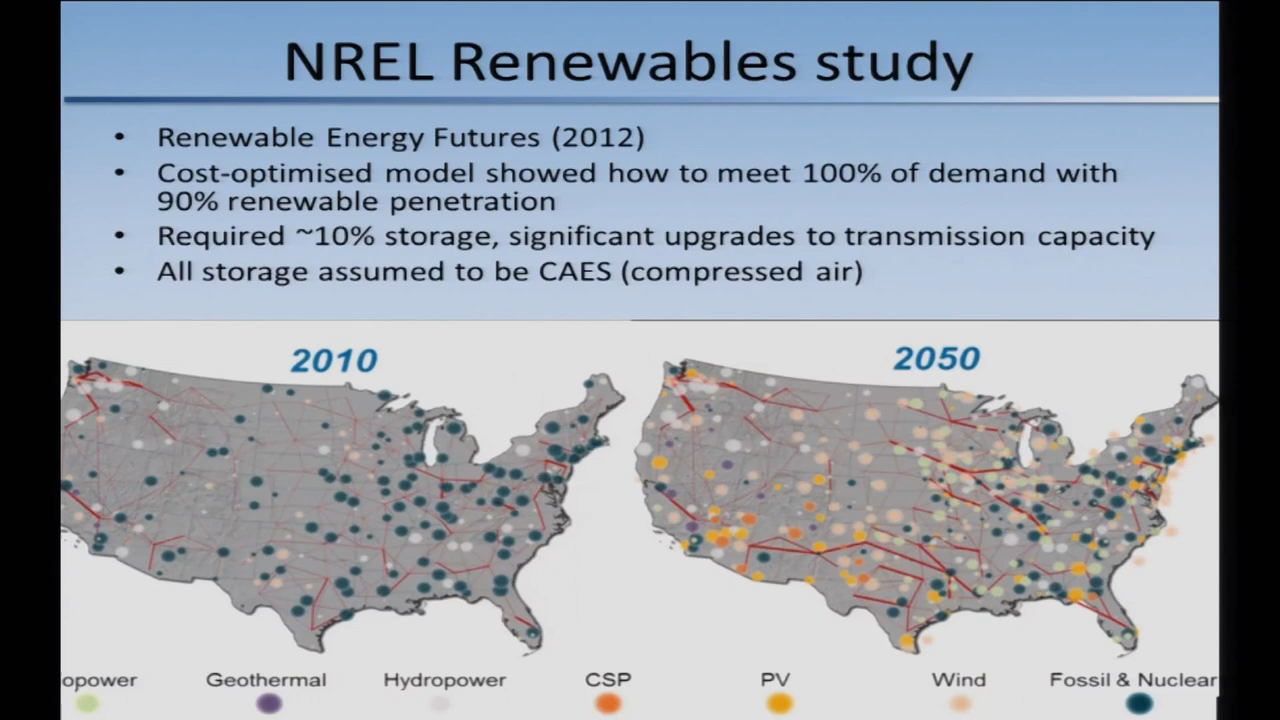 NREL Renewables study
• Renewable Energy Futures (2012)
• Cost-optimised model showed how to meet 100% of demand with
90% renewable penetration
• Required ~10% storage, significant upgrades to transmission capacity
• All storage assumed to be CAES (compressed air)
2010
2050
opower
Geothermal
Hydropower
CSP
PV
Wind
Fossil & Nuclear